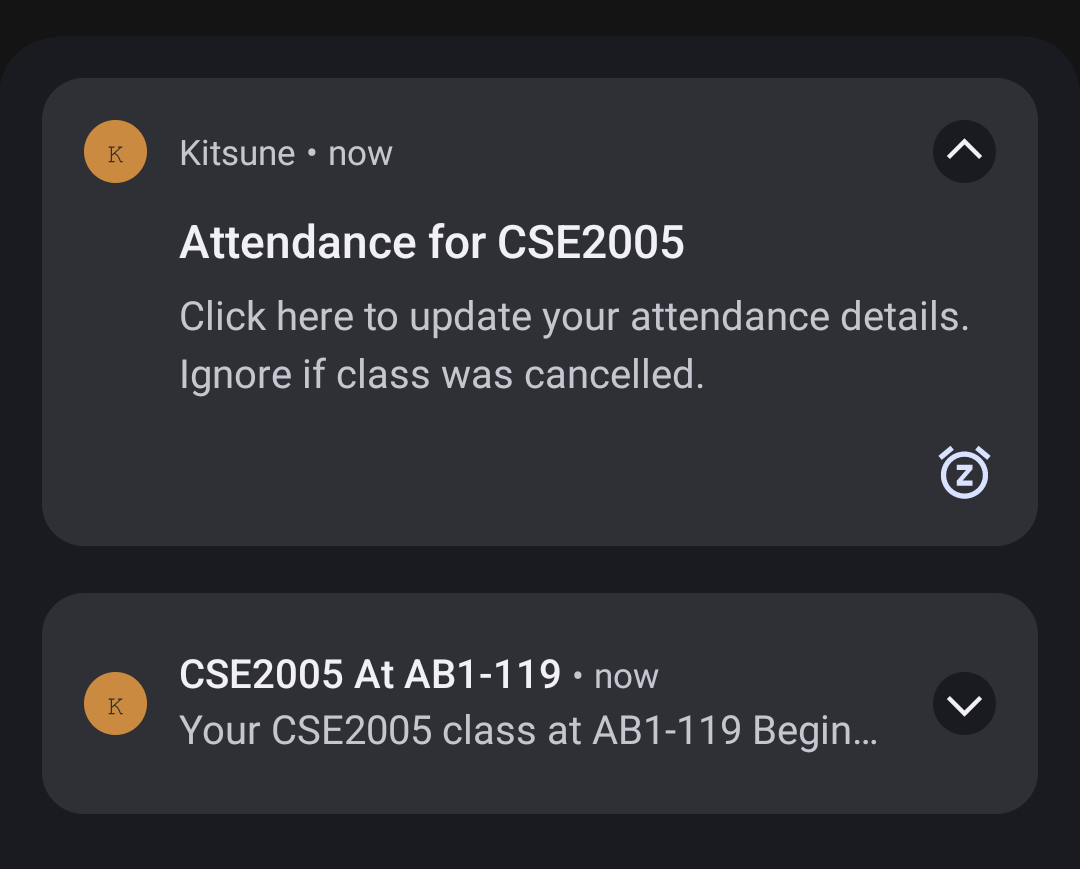 K
Kitsune • now
Attendance for CSE2005
Click here to update your attendance details.
Ignore if class was cancelled.
z
K
CSE2005 At AB1-119 • now
Your CSE2005 class at AB1-119 Begin…